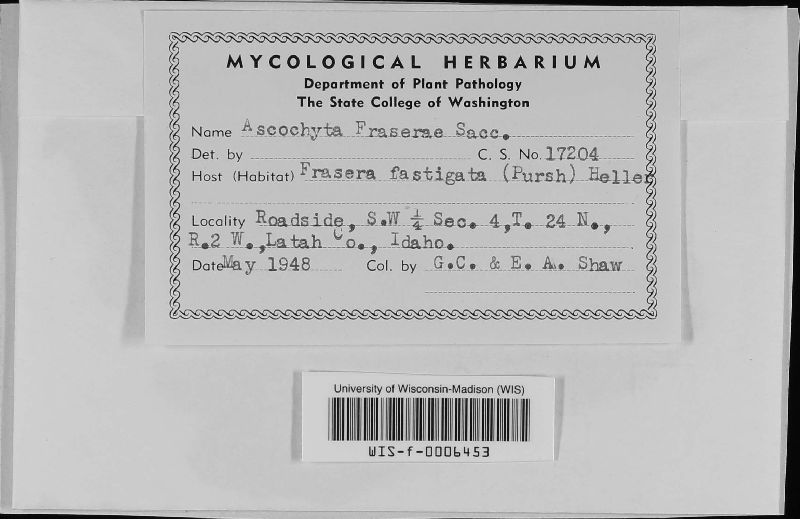 MYCOLOGICAL HERBARIUM
Department of Plant Pathology
The State College of Washington
Name Ascochyta Fraserae Sacc.
Det. by C. S. No. 17204
Host (Habitat) Frasera fastigata (Pursh) Heller
Locality Roadside, S.W ¼ Sec. 4,T. 24 N.,
R.2 W.,Latah Co., Idaho.
Date May 1948 Col. by G.C. & E. A. Shaw
University of Wisconsin-Madison (WIS)
WIS-f-0006453